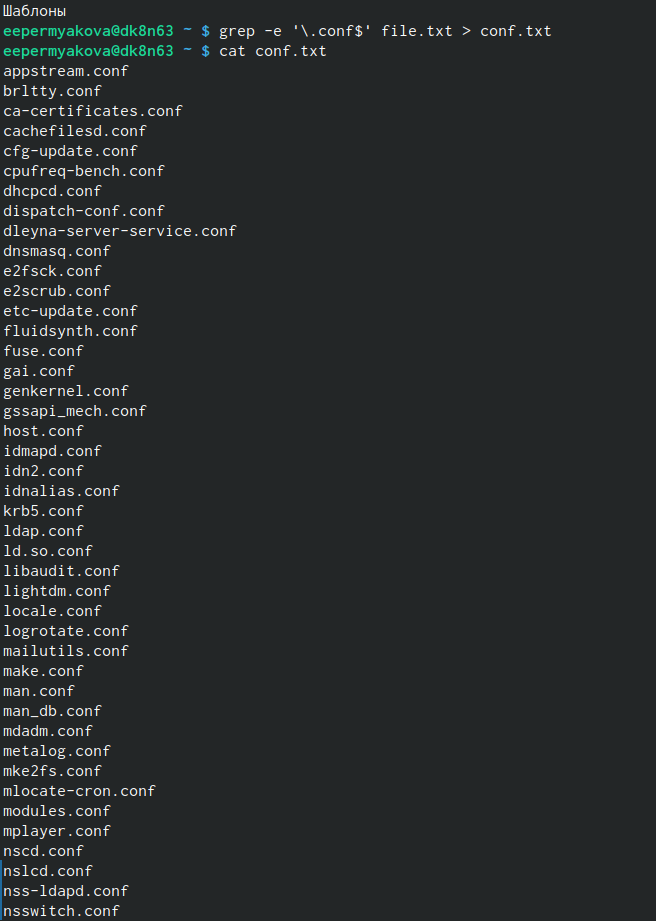 Шаблоны
eepermyakova@dk8n63 ~ $ grep -e '\.conf$' file.txt > conf.txt
eepermyakova@dk8n63 ~ $ cat conf.txt
appstream.conf
brltty.conf
ca-certificates.conf
cachefilesd.conf
cfg-update.conf
cpufreq-bench.conf
dhcpcd.conf
dispatch-conf.conf
dleyna-server-service.conf
dnsmasq.conf
e2fsck.conf
e2scrub.conf
etc-update.conf
fluidsynth.conf
fuse.conf
gai.conf
genkernel.conf
gssapi_mech.conf
host.conf
idmapd.conf
idn2.conf
idnalias.conf
krb5.conf
ldap.conf
ld.so.conf
libaudit.conf
lightdm.conf
locale.conf
logrotate.conf
mailutils.conf
make.conf
man.conf
man_db.conf
mdadm.conf
metalog.conf
mke2fs.conf
mlocate-cron.conf
modules.conf
mplayer.conf
nscd.conf
nslcd.conf
nss-ldapd.conf
nsswitch.conf